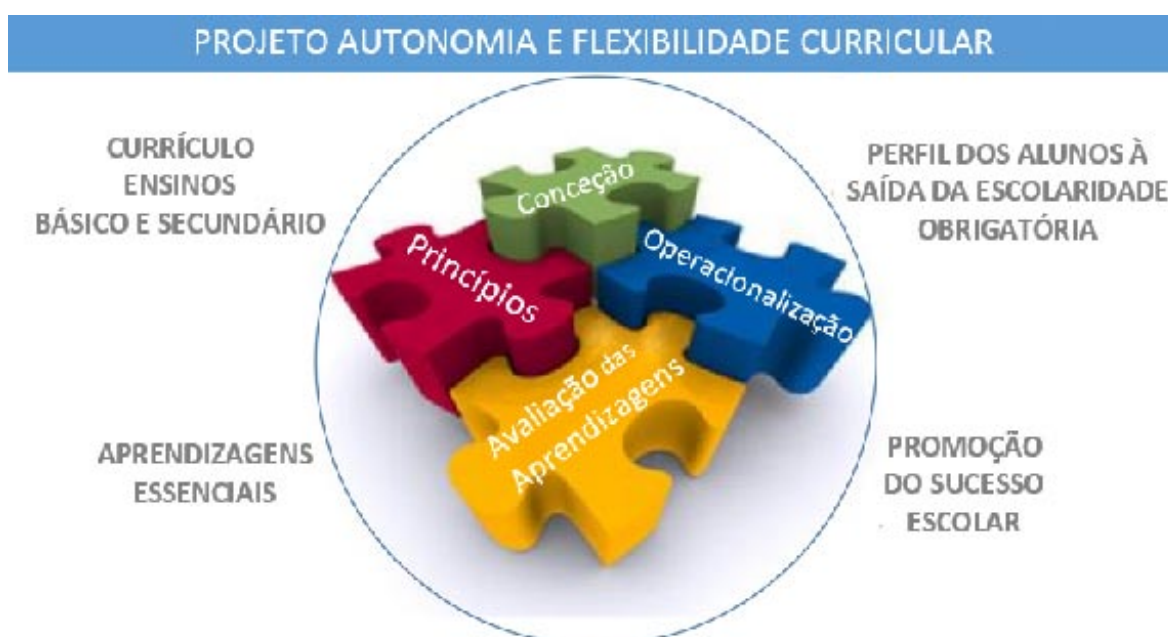 PROJETO AUTONOMIA E FLEXIBILIDADE CURRICULAR
CURRÍCULO
ENSINOS
BÁSICO E SECUNDÁRIO
PERFIL DOS ALUNOS À
SAÍDA DA ESCOLARIDADE
OBRIGATÓRIA
Conceção
Princípios
Operacionalização
Avaliação das
Aprendizagens
APRENDIZAGENS
ESSENCIAIS
PROMOÇÃO
DO SUCESSO
ESCOLAR